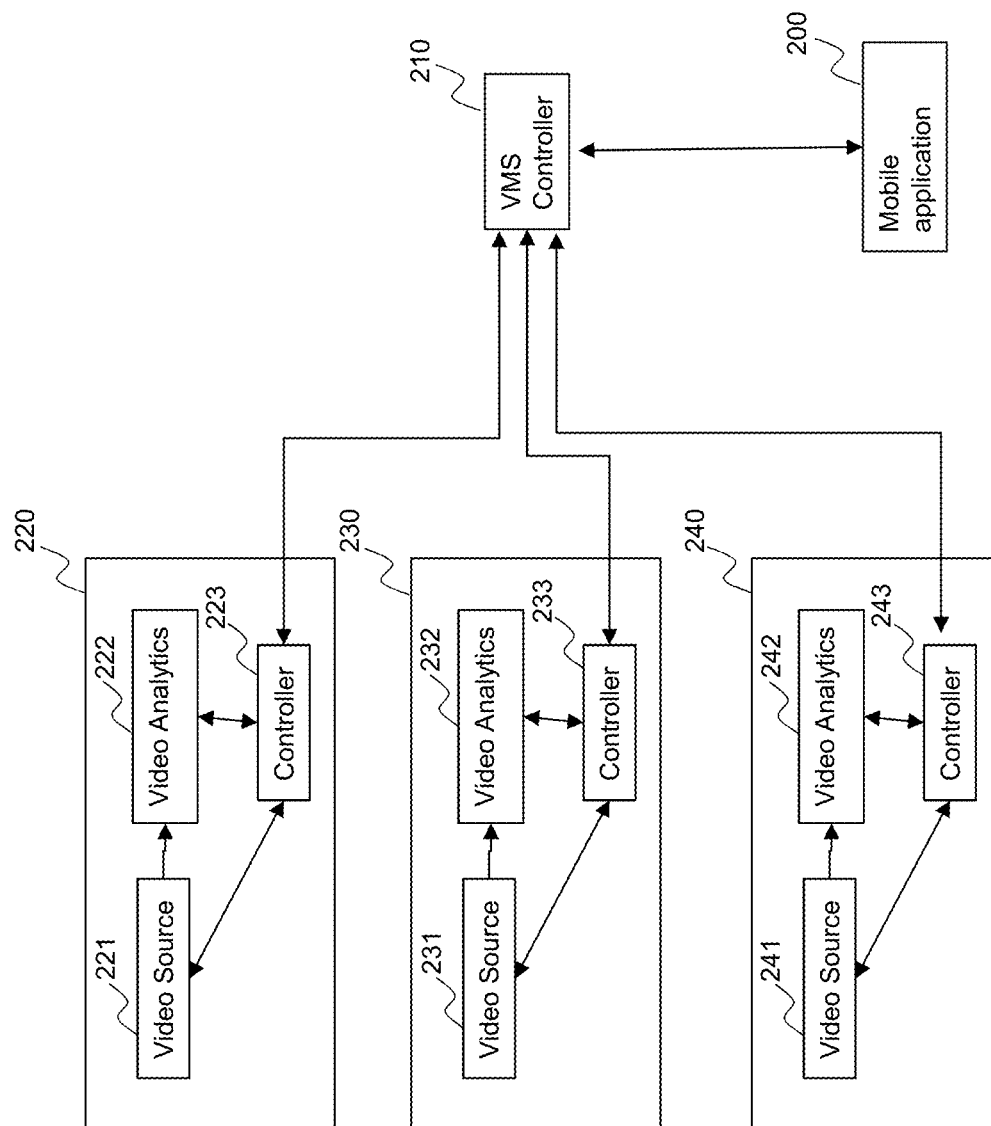 220
221
Video Source
222
Video Analytics
223
Controller
230
231
Video Source
232
Video Analytics
233
Controller
240
241
Video Source
242
Video Analytics
243
Controller
210
VMS
Controller
200
Mobile
application